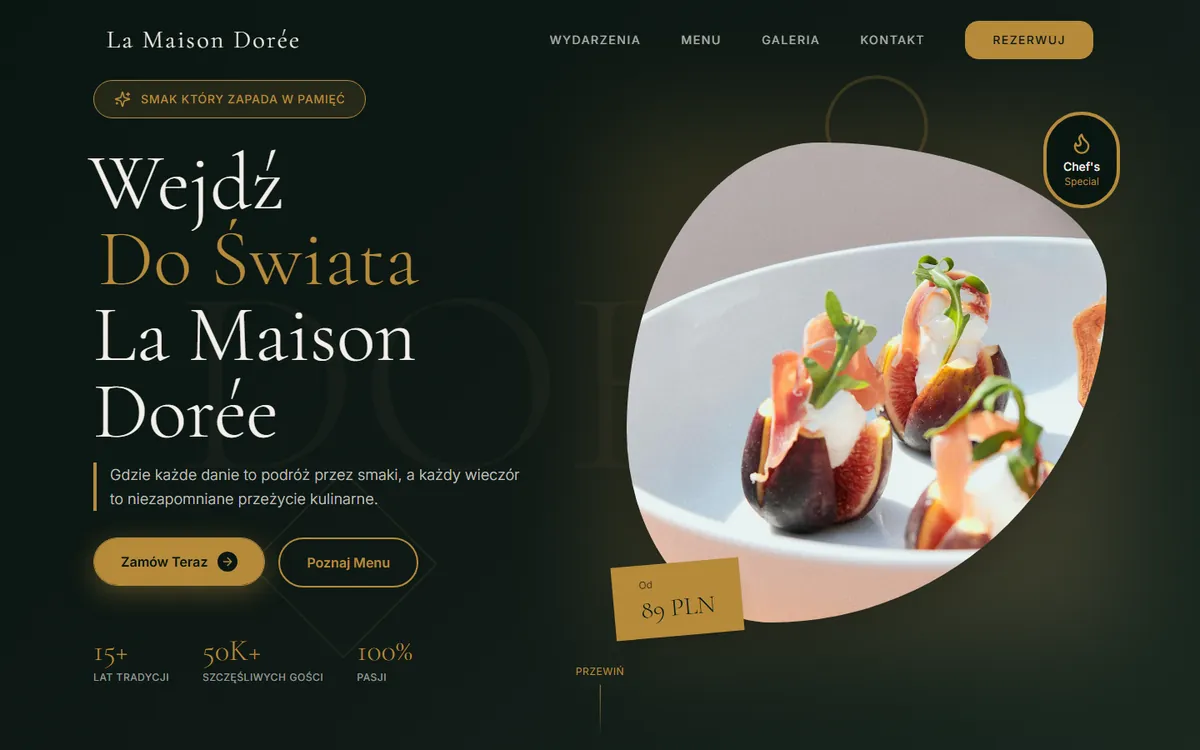 La Maison Dorée
WYDARZENIA
MENU
GALERIA
KONTAKT
REZERWUJ
SMAK KTÓRY ZAPADA W PAMIĘĆ
Wejdź
Do Świata
La Maison
Dorée
Gdzie każde danie to podróż przez smaki, a każdy wieczór
to niezapomniane przeżycie kulinarne.
Zamów Teraz
Poznaj Menu
15+
LAT TRADYCJI
50K+
SZCZĘŚLIWYCH GOŚCI
100%
PASJI
Chef's
Special
Od
89 PLN
PRZEWIŃ